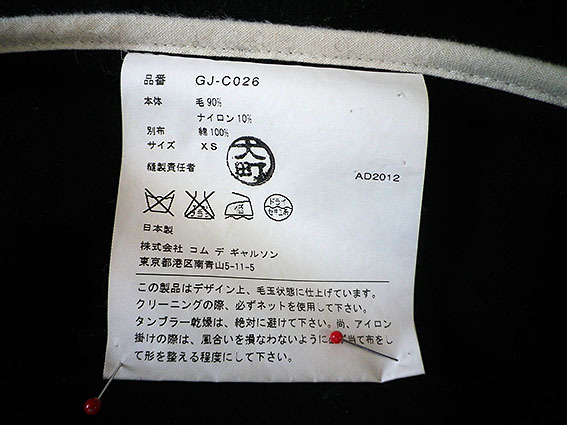 品番 GJ-C026
本体 毛 90%
ナイロン 10%
別布 綿 100%
サイズ XS
大町
縫製責任者
AD2012
エンソサラシ
ドライ
セキユ系
日本製
株式会社 コム デ ギャルソン
東京都港区南青山5-11-5
この製品はデザイン上、毛玉状態に仕上げています。
クリーニングの際、必ずネットを使用して下さい。
タンブラー乾燥は、絶対に避けて下さい。尚、アイロン
掛けの際は、風合いを損なわないように 当て布をし
て形を整える程度にして下さい。